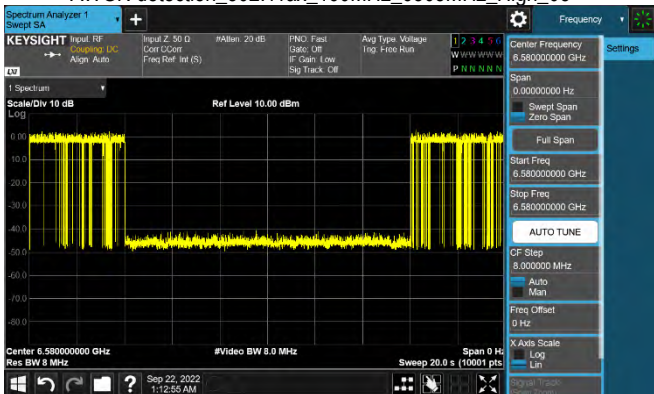 Spectrum Analyzer 1
Swept SA
Frequency
KEYSIGHT
Input: RF
Coupling: DC
Align: Auto
Input Z: 50 Ω
Corr CCorr
Freq Ref: Int (S)
#Atten: 20 dB
PNO: Fast
Gate: Off
IF Gain: Low
Sig Track: Off
Avg Type: Voltage
Trig: Free Run
1 2 3 4 5 6
W W W W W W
P N N N N N
LXI
Center Frequency
6.580000000 GHz
Settings
Span
0.00000000 Hz
Swept Span
Zero Span
Full Span
Start Freq
6.580000000 GHz
Stop Freq
6.580000000 GHz
AUTO TUNE
CF Step
8.000000 MHz
Auto
Man
Freq Offset
0 Hz
X Axis Scale
Log
Lin
Signal Track
1 Spectrum
Scale/Div 10 dB
Ref Level 10.00 dBm
Log
0.00
-10.0
-20.0
-30.0
-40.0
-50.0
-60.0
-70.0
-80.0
Center 6.580000000 GHz
#Video BW 8.0 MHz
Span 0 Hz
Res BW 8 MHz
Sweep 20.0 s (10001 pts
?
Sep 22, 2022
1:12:55 AM